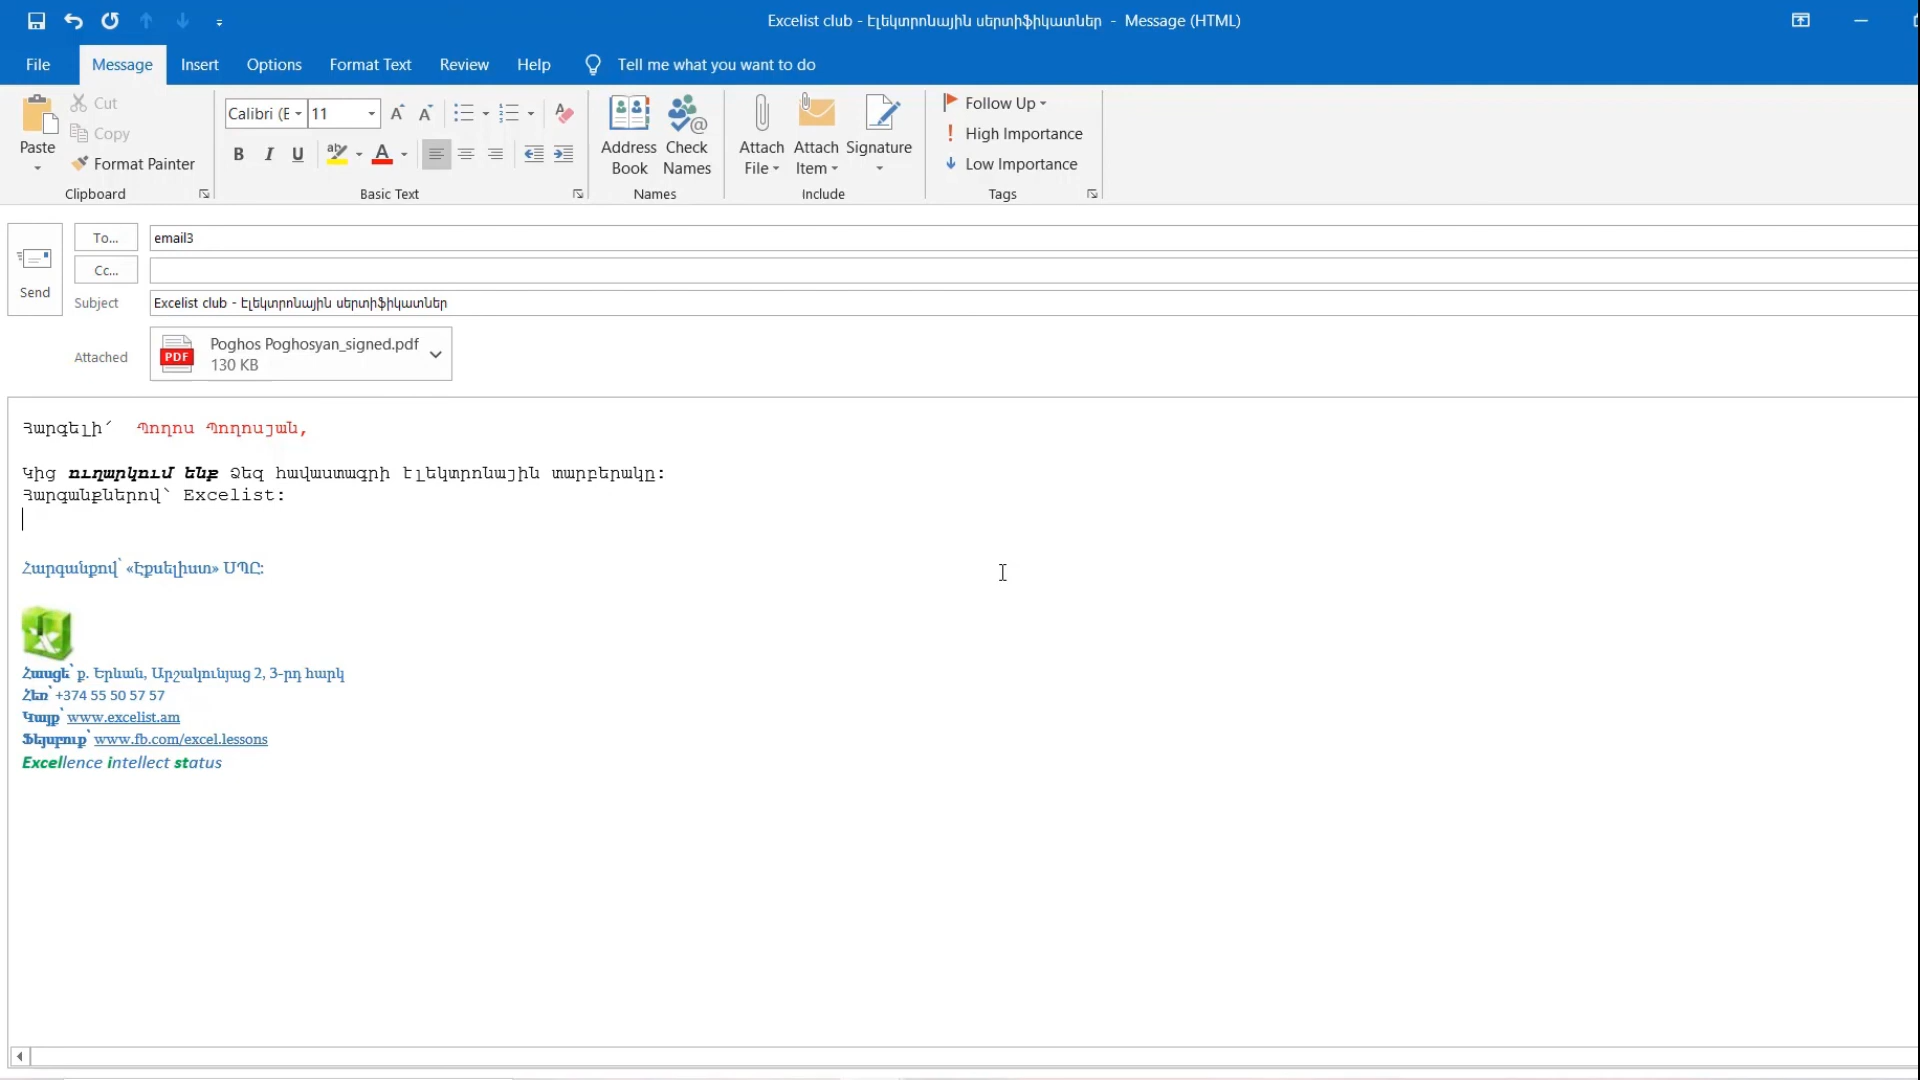 Excelist club - էլեկտրոնային սերտիֆիկատներ - Message (HTML)
File Message Insert Options Format Text Review Help Tell me what you want to do
Paste
Cut
Copy
Format Painter
Clipboard
Calibri (E 11
B I U
Basic Text
Address Book
Check Names
Names
Attach File
Attach Item
Signature
Include
Follow Up
High Importance
Low Importance
Tags
Send
To... email3
Cc...
Subject Excelist club - էլեկտրոնային սերտիֆիկատներ
Attached PDF Poghos Poghosyan_signed.pdf
130 KB
Հարգելի՛ Պողոս Պողոսյան,
Կից ուղարկում ենք Ձեզ հավաստագրի էլեկտրոնային տարբերակը:
Հարգանքներով՝ Excelist:
Հարգանքով՝ «Էքսելիստ» ՍՊԸ:
Հասցե՝ ք. Երևան, Արշակունյաց 2, 3-րդ հարկ
Հեռ՝ +374 55 50 57 57
Կայք՝ www.excelist.am
Ֆեյսբուք՝ www.fb.com/excel.lessons
Excellence intellect status